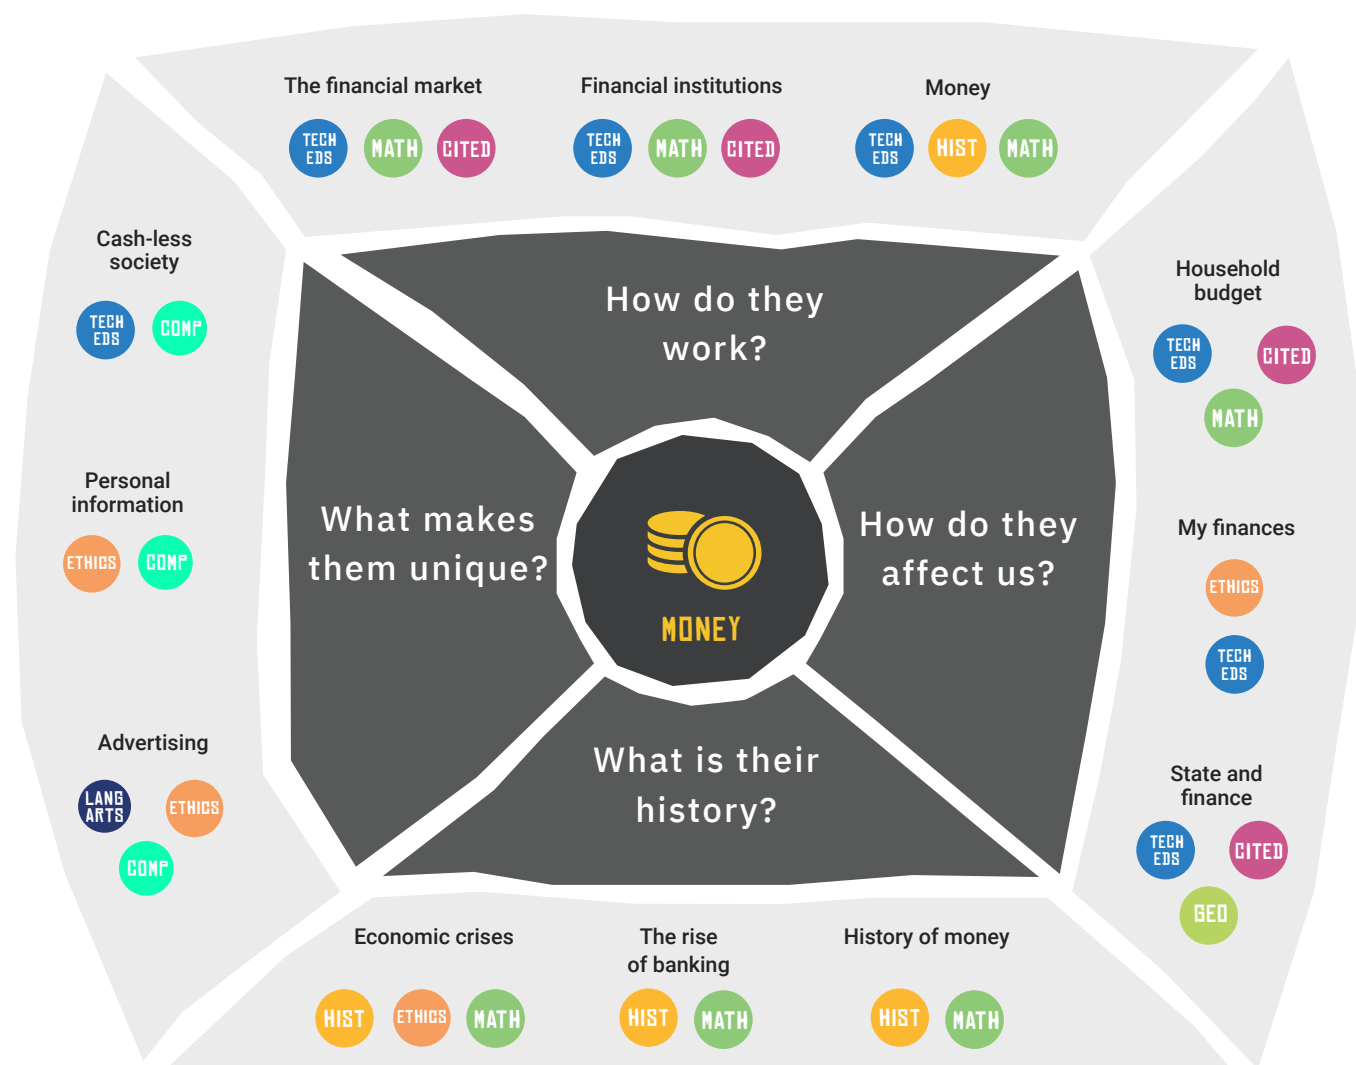 The financial market
TECH
EDS
MATH
CITED
Financial institutions
TECH
EDS
MATH
CITED
Money
TECH
EDS
HIST
MATH
Cash-less
society
TECH
EDS
COMP
Personal
information
ETHICS
COMP
Advertising
LANG
ARTS
ETHICS
COMP
How do they
work?
What makes
them unique?
MONEY
How do they
affect us?
What is their
history?
Household
budget
TECH
EDS
CITED
MATH
My finances
ETHICS
TECH
EDS
State and
finance
TECH
EDS
CITED
GEO
Economic crises
HIST
ETHICS
MATH
The rise
of banking
HIST
MATH
History of money
HIST
MATH